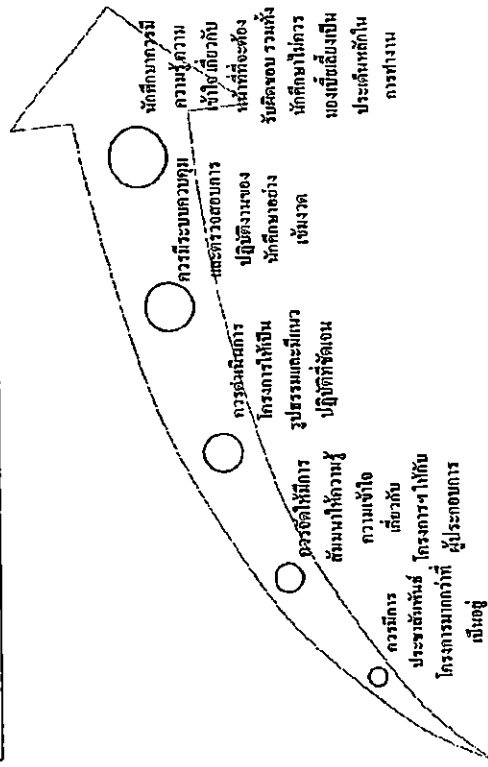 ควรมีการ
ประชาสัมพันธ์
โครงการมากกว่าที่
เป็นอยู่
ควรจัดให้มีการ
สัมมนาให้ความรู้
ความเข้าใจ
เกี่ยวกับ
โครงการฯ ให้กับ
ผู้ประกอบการ
การดำเนินการ
โครงการให้เป็น
รูปธรรมและมีแนว
ปฏิบัติที่ชัดเจน
ควรมีระบบควบคุม
และตรวจสอบการ
ปฏิบัติงานของ
นักศึกษาอย่าง
เข้มงวด
นักศึกษาควรมี
ความรู้ ความ
เข้าใจ เกี่ยวกับ
หน้าที่ที่จะต้อง
รับผิดชอบ รวมทั้ง
นักศึกษาไม่ควร
มองเบี้ยเลี้ยงเป็น
ประเด็นหลักใน
การทำงาน